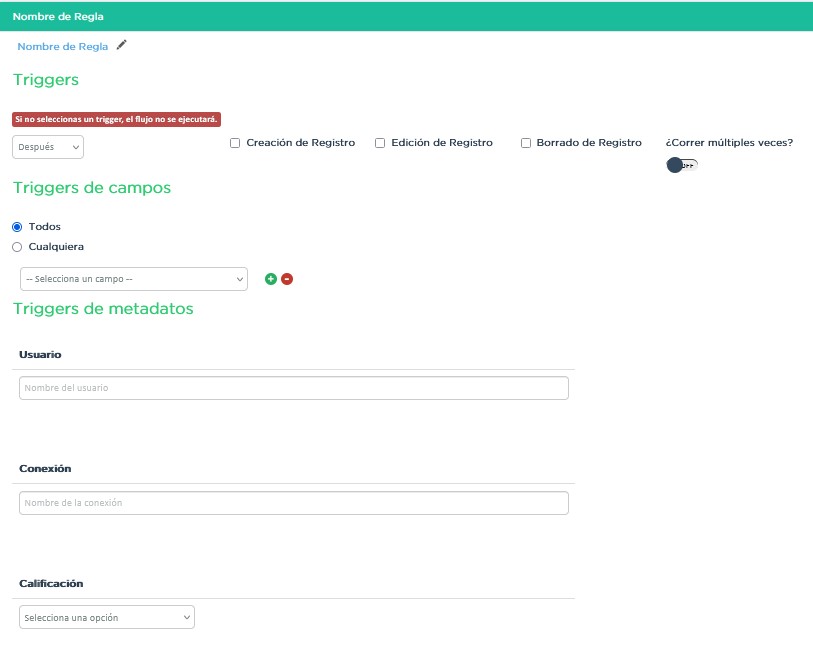 Nombre de Regla
Nombre de Regla
Triggers
Si no seleccionas un trigger, el flujo no se ejecutará.
Después
Creación de Registro
Edición de Registro
Borrado de Registro
¿Correr múltiples veces?
OFF
Triggers de campos
Todos
Cualquiera
-- Selecciona un campo --
Triggers de metadatos
Usuario
Nombre del usuario
Conexión
Nombre de la conexión
Calificación
Selecciona una opción